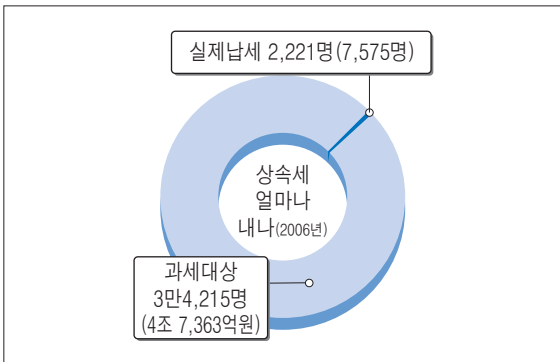 실제납세 2,221명(7,575명)
상속세
얼마나
내나(2006년)
과세대상
3만4,215명
(4조 7,363억원)